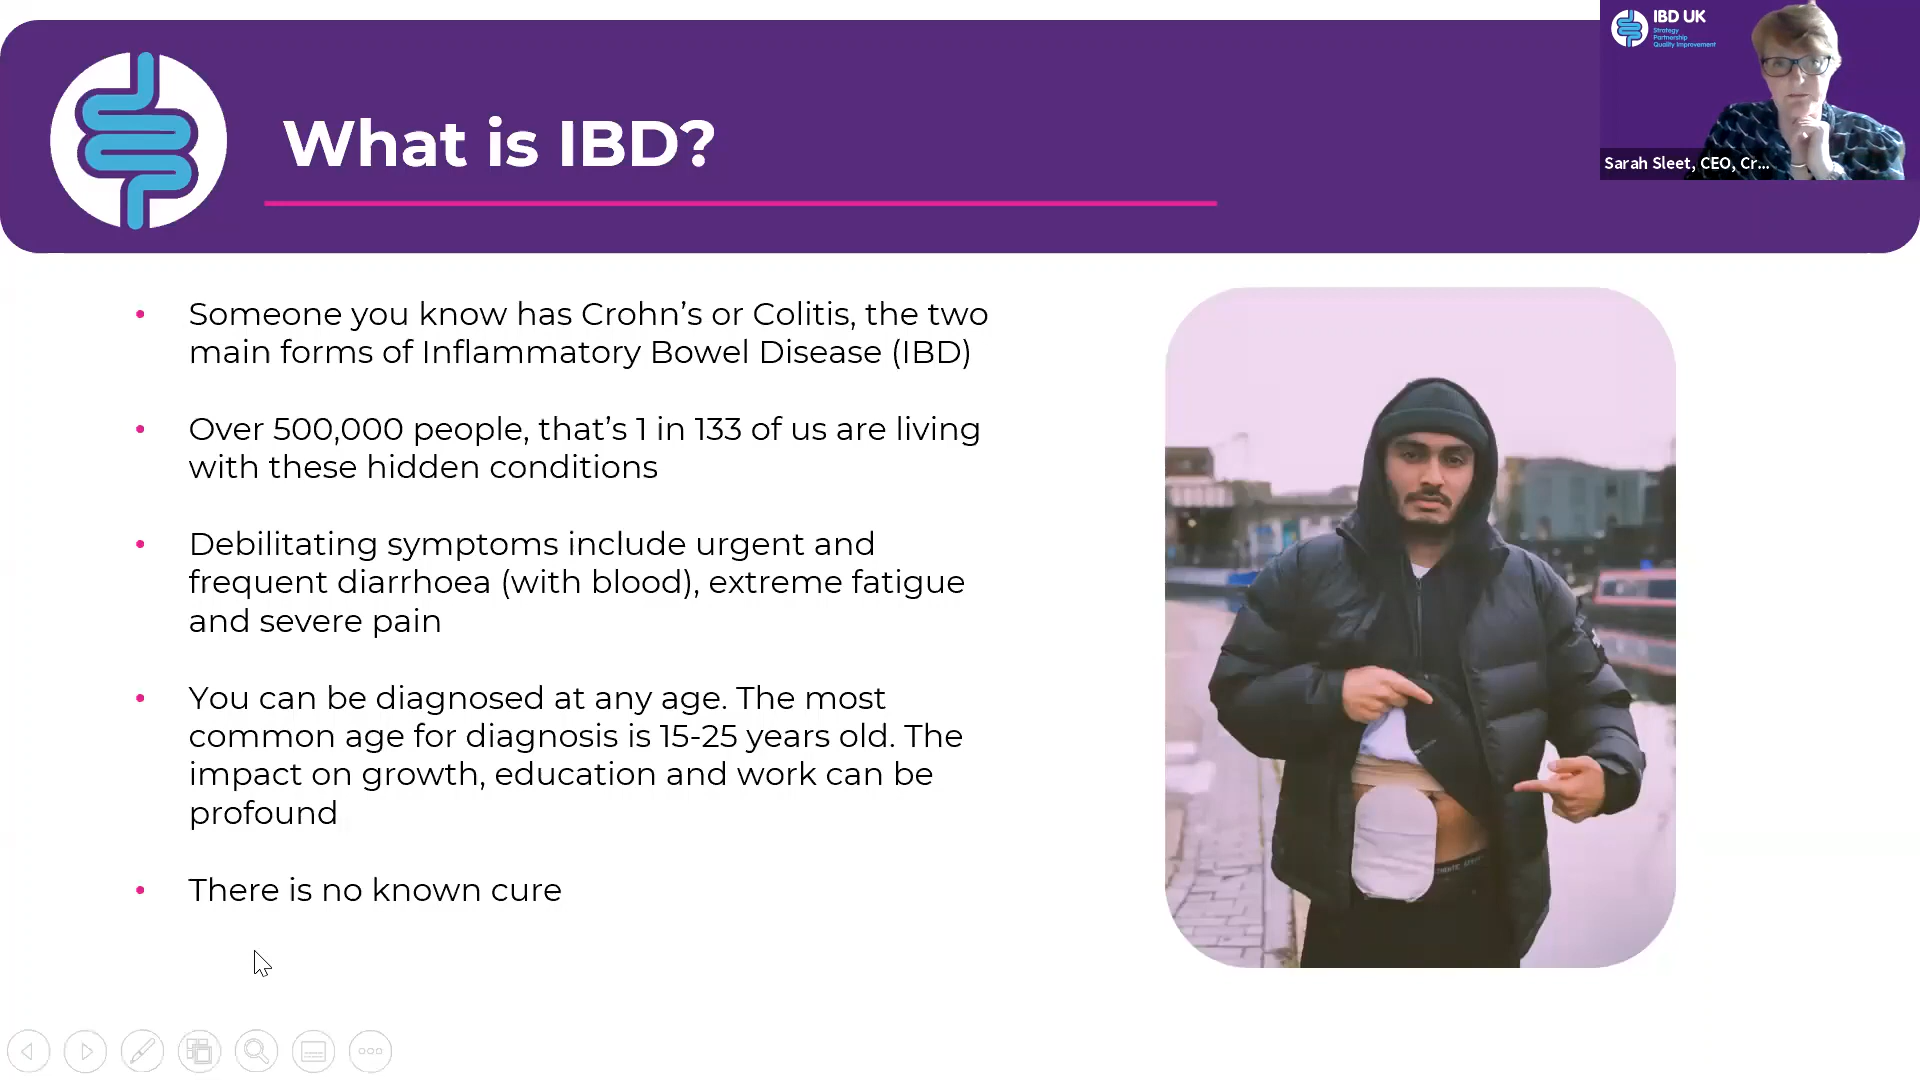 IBD UK
Strategy
Partnership
Quality Improvement
What is IBD?
Sarah Sleet, CEO, Cr...
• Someone you know has Crohn’s or Colitis, the two
main forms of Inflammatory Bowel Disease (IBD)
• Over 500,000 people, that’s 1 in 133 of us are living
with these hidden conditions
• Debilitating symptoms include urgent and
frequent diarrhoea (with blood), extreme fatigue
and severe pain
• You can be diagnosed at any age. The most
common age for diagnosis is 15-25 years old. The
impact on growth, education and work can be
profound
• There is no known cure